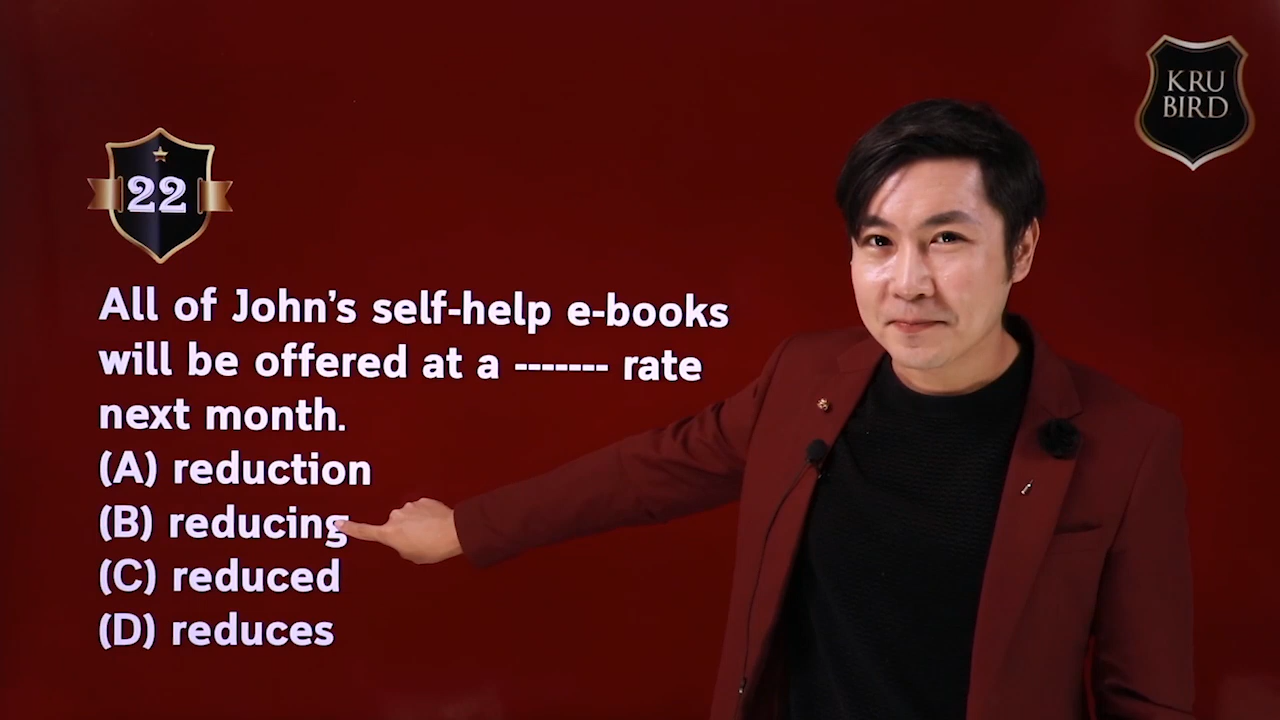 KRU
BIRD
22
All of John's self-help e-books
will be offered at a ------- rate
next month.
(A) reduction
(B) reducing
(C) reduced
(D) reduces